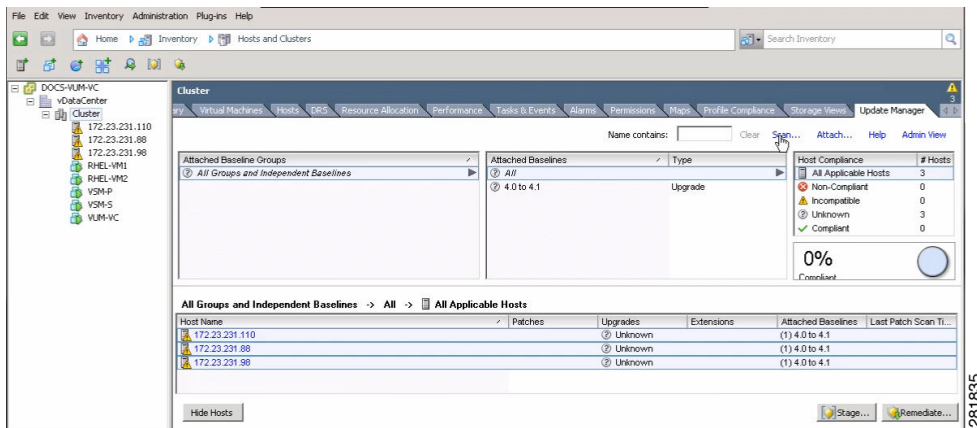 File Edit View Inventory Administration Plug-ins Help
Home Inventory Hosts and Clusters
Search Inventory
DOCS-VUM-VC
vDataCenter
Cluster
172.23.231.110
172.23.231.88
172.23.231.98
RHEL-VM1
RHEL-VM2
VSM-P
VSM-S
VUM-VC
Cluster
3
ry Virtual Machines Hosts DRS Resource Allocation Performance Tasks & Events Alarms Permissions Maps Profile Compliance Storage Views Update Manager
Name contains: Clear Scan... Attach... Help Admin View
Attached Baseline Groups
All Groups and Independent Baselines
Attached Baselines Type
All
4.0 to 4.1 Upgrade
Host Compliance # Hosts
All Applicable Hosts 3
Non-Compliant 0
Incompatible 0
Unknown 3
Compliant 0
0%
Compliant
All Groups and Independent Baselines -> All -> All Applicable Hosts
Host Name Patches Upgrades Extensions Attached Baselines Last Patch Scan Ti...
172.23.231.110 Unknown (1) 4.0 to 4.1
172.23.231.88 Unknown (1) 4.0 to 4.1
172.23.231.98 Unknown (1) 4.0 to 4.1
Hide Hosts Stage... Remediate...
281835